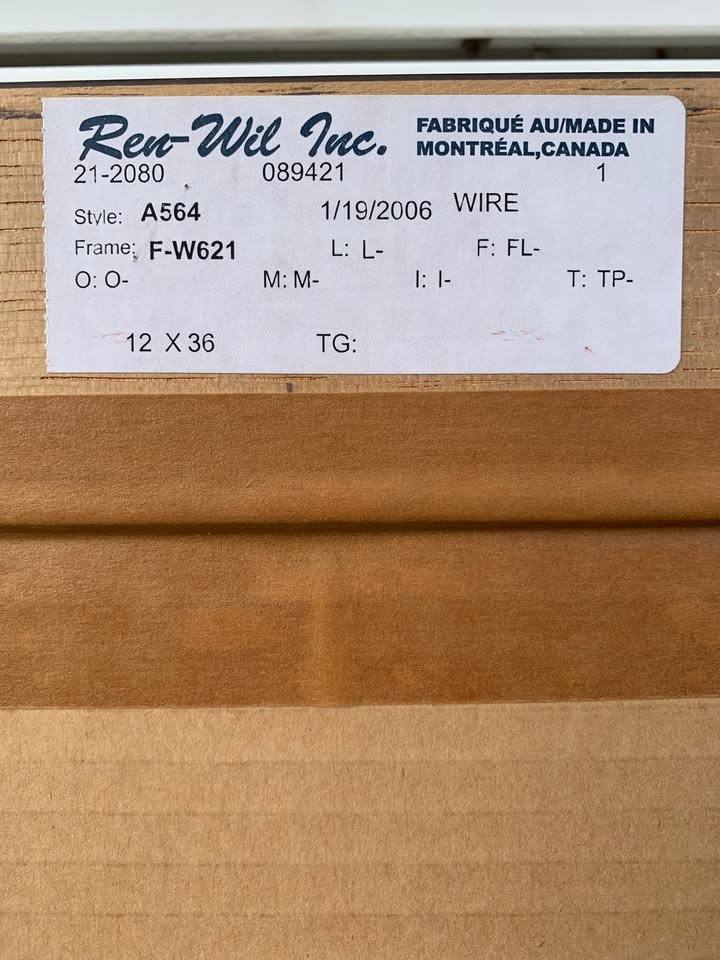 Ren-Wil Inc. FABRIQUÉ AU/MADE IN
MONTRÉAL,CANADA
21-2080 089421 1
Style: A564 1/19/2006 WIRE
Frame: F-W621 L: L- F: FL-
O: O- M: M- I: I- T: TP-
12 X 36 TG: